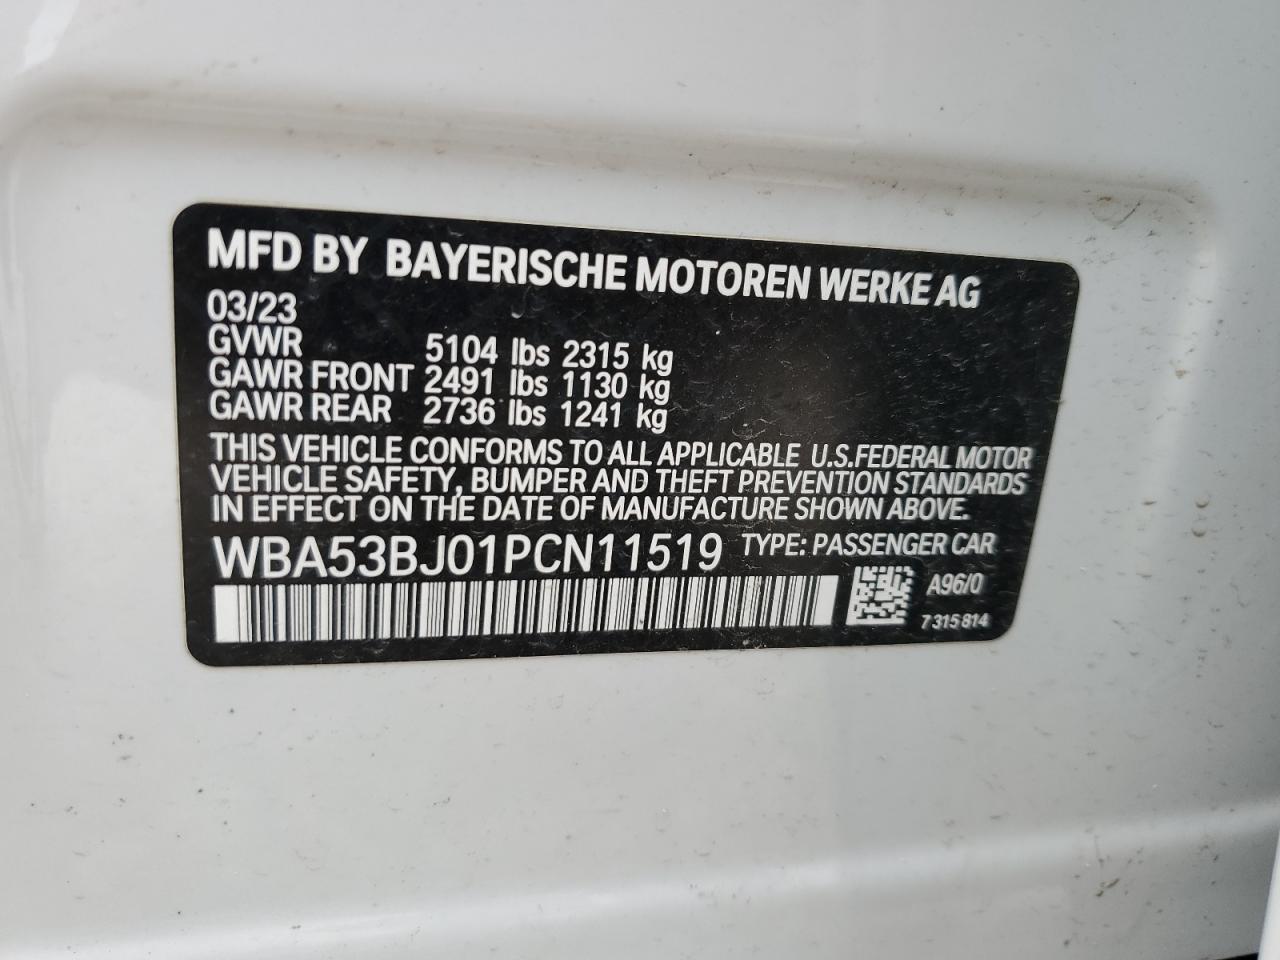 MFD BY BAYERISCHE MOTOREN WERKE AG
03/23
GVWR 5104 lbs 2315 kg
GAWR FRONT 2491 lbs 1130 kg
GAWR REAR 2736 lbs 1241 kg
THIS VEHICLE CONFORMS TO ALL APPLICABLE U.S.FEDERAL MOTOR
VEHICLE SAFETY, BUMPER AND THEFT PREVENTION STANDARDS
IN EFFECT ON THE DATE OF MANUFACTURE SHOWN ABOVE.
WBA53BJ01PCN11519 TYPE: PASSENGER CAR
A96/0
7 315 814